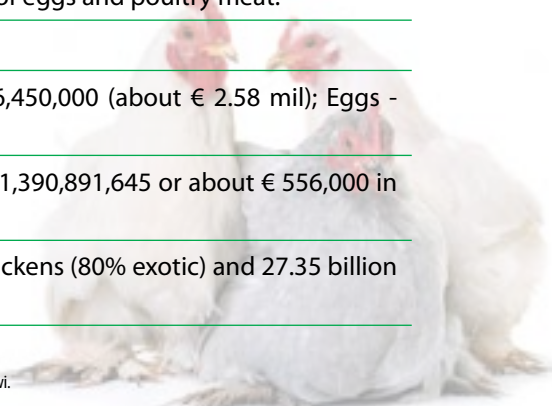 of eggs and poultry meat.
6,450,000 (about € 2.58 mil); Eggs -
1,390,891,645 or about € 556,000 in
ckens (80% exotic) and 27.35 billion
vi.